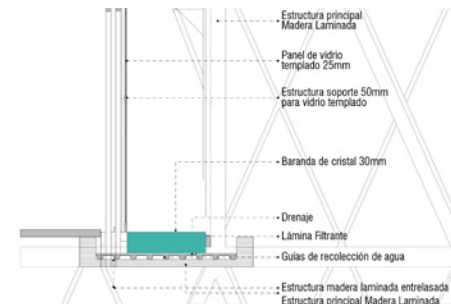 Estructura principal
Madera Laminada
Panel de vidrio
templado 25mm
Estructura soporte 50mm
para vidrio templado
Baranda de cristal 30mm
Drenaje
Lámina Filtrante
Guías de recolección de agua
Estructura madera laminada entrelasada
Estructura principal Madera Laminada